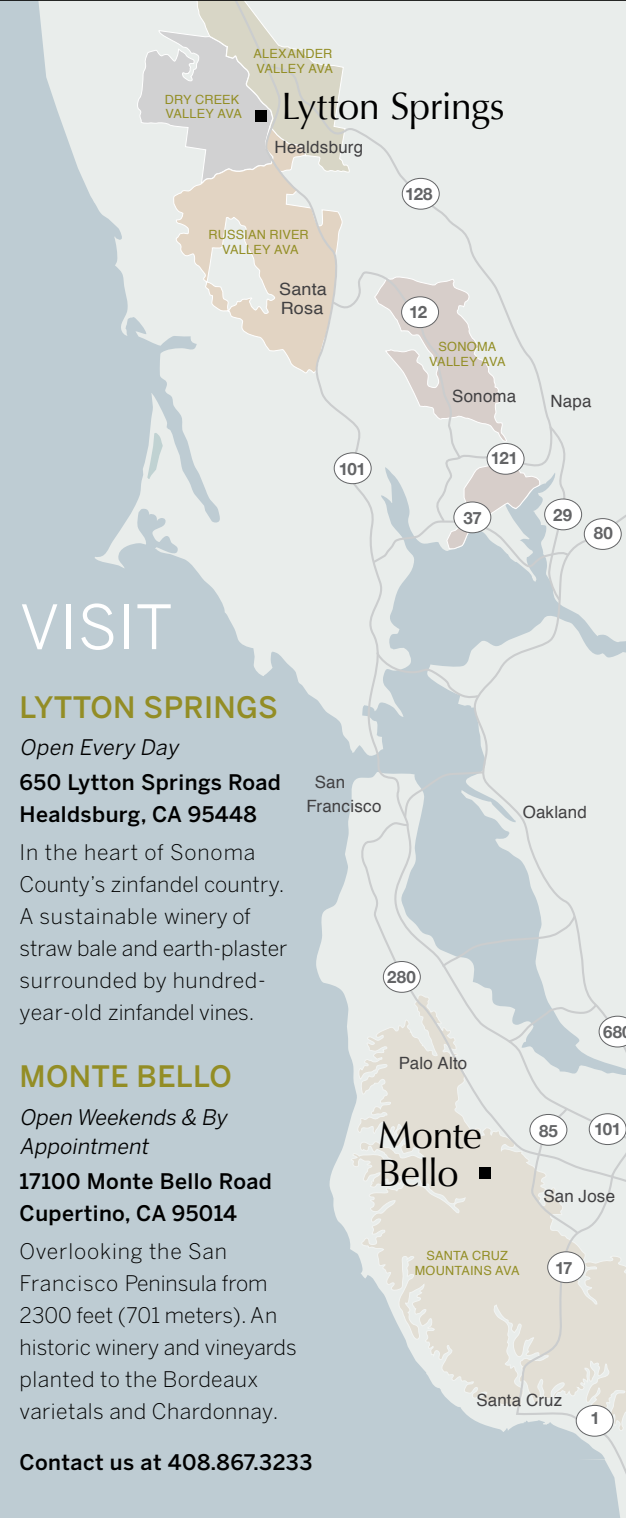 ALEXANDER
VALLEY AVA
DRY CREEK
VALLEY AVA
Lytton Springs
Healdsburg
128
RUSSIAN RIVER
VALLEY AVA
Santa
Rosa
12
SONOMA
VALLEY AVA
Sonoma
Napa
101
121
37
29
80
VISIT
LYTTON SPRINGS
Open Every Day
650 Lytton Springs Road
Healdsburg, CA 95448
In the heart of Sonoma
County’s zinfandel country.
A sustainable winery of
straw bale and earth-plaster
surrounded by hundred-
year-old zinfandel vines.
San
Francisco
Oakland
280
680
MONTE BELLO
Open Weekends & By
Appointment
17100 Monte Bello Road
Cupertino, CA 95014
Overlooking the San
Francisco Peninsula from
2300 feet (701 meters). An
historic winery and vineyards
planted to the Bordeaux
varietals and Chardonnay.
Contact us at 408.867.3233
Palo Alto
Monte
Bello
85
101
San Jose
SANTA CRUZ
MOUNTAINS AVA
17
Santa Cruz
1